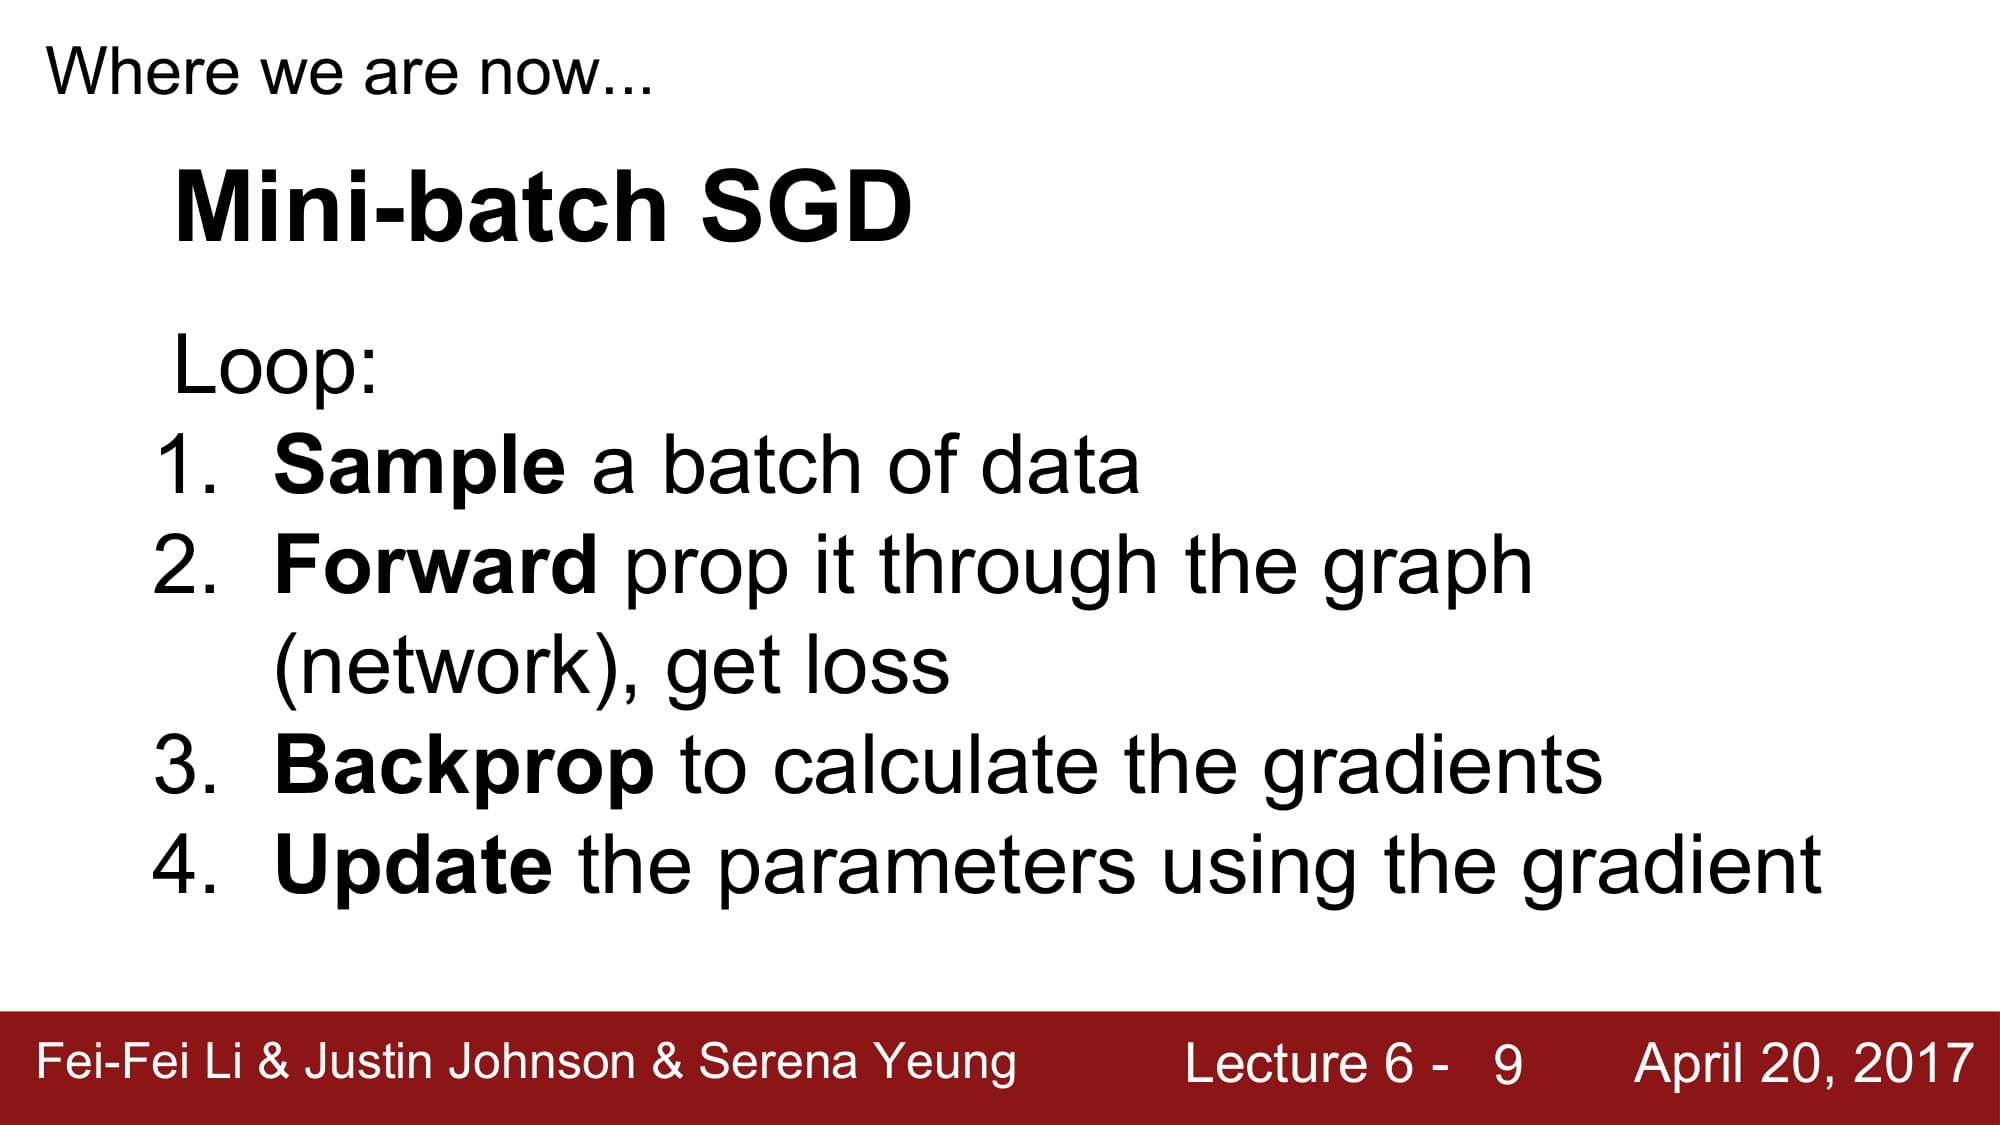 Where we are now...
Mini-batch SGD
Loop:
1. Sample a batch of data
2. Forward prop it through the graph
(network), get loss
3. Backprop to calculate the gradients
4. Update the parameters using the gradient
Fei-Fei Li & Justin Johnson & Serena Yeung Lecture 6 - 9 April 20, 2017